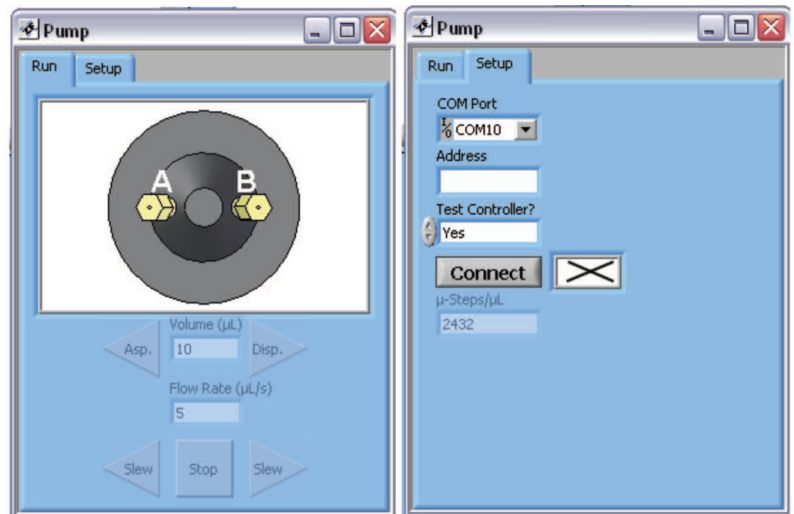 Pump
Run Setup
A B
Volume (µL)
Asp. 10 Disp.
Flow Rate (µL/s)
5
Slew Stop Slew
Pump
Run Setup
COM Port
I/O COM10
Address
Test Controller?
Yes
Connect
µ-Steps/µL
2432